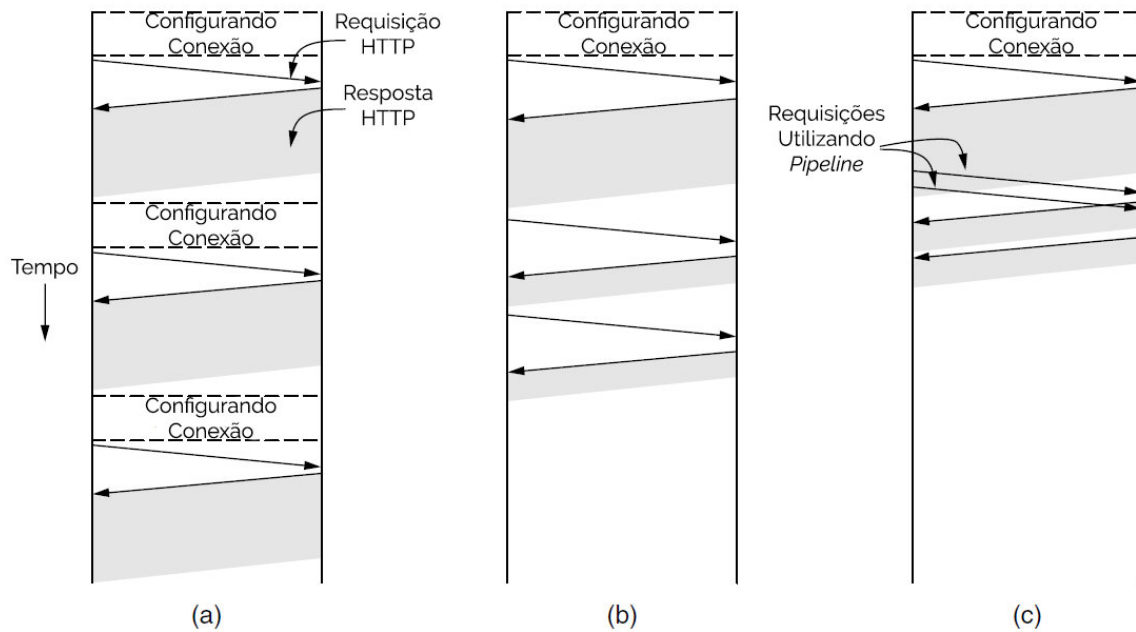 Configurando
Conexão
Requisição
HTTP
Resposta
HTTP
Configurando
Conexão
Tempo
Configurando
Conexão
(a)
Configurando
Conexão
(b)
Configurando
Conexão
Requisições
Utilizando
Pipeline
(c)